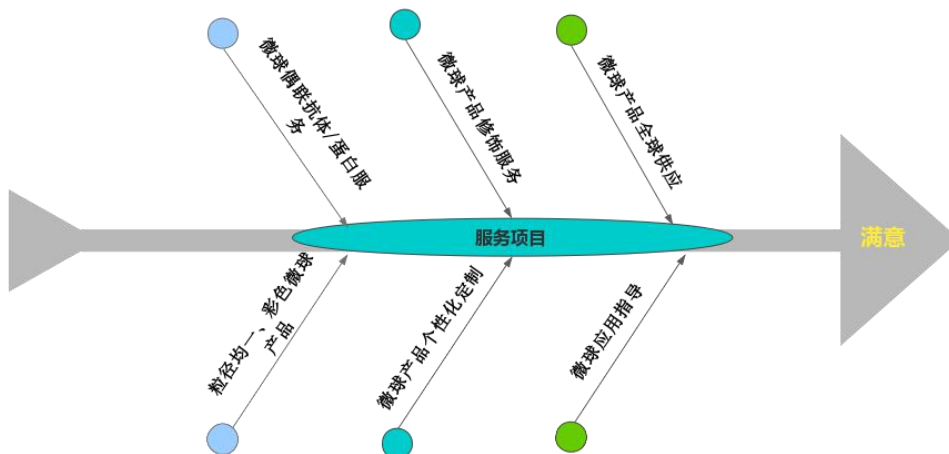 微球偶联抗体/蛋白服
务
微球产品修饰服务
微球产品全球供应
服务项目
满意
粒径均一、彩色微球
产品
微球产品个性化定制
微球应用指导